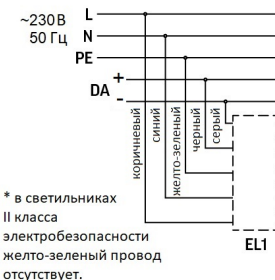 ~230 В
50 Гц
L
N
PE
DA
+
-
коричневый
синий
желто-зеленый
черный
серый
EL1
* в светильниках
II класса
электробезопасности
желто-зеленый провод
отсутствует.